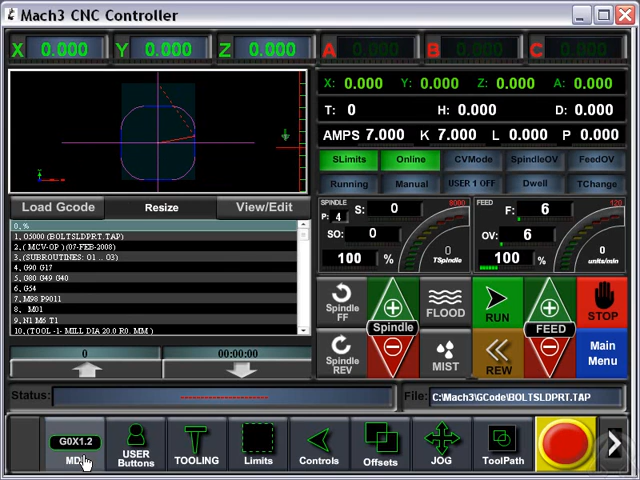 Mach3 CNC Controller
X 0.000 Y 0.000 Z 0.000 A 0.000 B 0.000 C 0.000
X: 0.000 Y: 0.000 Z: 0.000 A: 0.000
T: 0 H: 0.000 D: 0.000
AMPS 7.000 K 7.000 L 0.000 P 0.000
SLimits Online CVMode SpindleOV FeedOV
Running Manual USER 1 OFF Dwell TChange
Load Gcode Resize View/Edit
0, %
1, O5000 (BOLTSLDPRT.TAP)
2, ( MCV-OP ) (07-FEB-2008)
3, (SUBROUTINES: O1 .. O3)
4, G90 G17
5, G80 G49 G40
6, G54
7, M98 P9011
8, M01
9, N1 M6 T1
10, (TOOL -1- MILL DIA 20.0 R0. MM )
SPINDLE 8000
P: 4 S: 0
SO: 0
100 %
0
TSpindle
FEED 120
F: 6
OV: 6
100 %
0
units/min
Spindle FF
Spindle
Spindle REV
FLOOD
MIST
RUN
REW
FEED
STOP
Main Menu
0 00:00:00
Status:
File: C:\Mach3\GCode\BOLTSLDPRT.TAP
G0X1.2
USER Buttons
TOOLING
Limits
Controls
Offsets
JOG
ToolPath